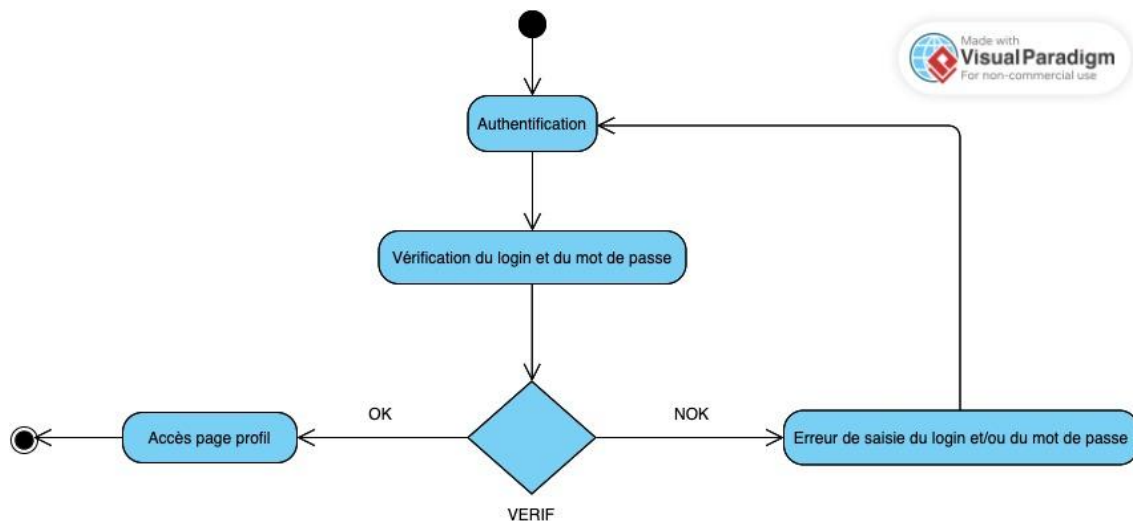 Made with
Visual Paradigm
For non-commercial use
Authentification
Vérification du login et du mot de passe
OK
NOK
Accès page profil
Erreur de saisie du login et/ou du mot de passe
VERIF